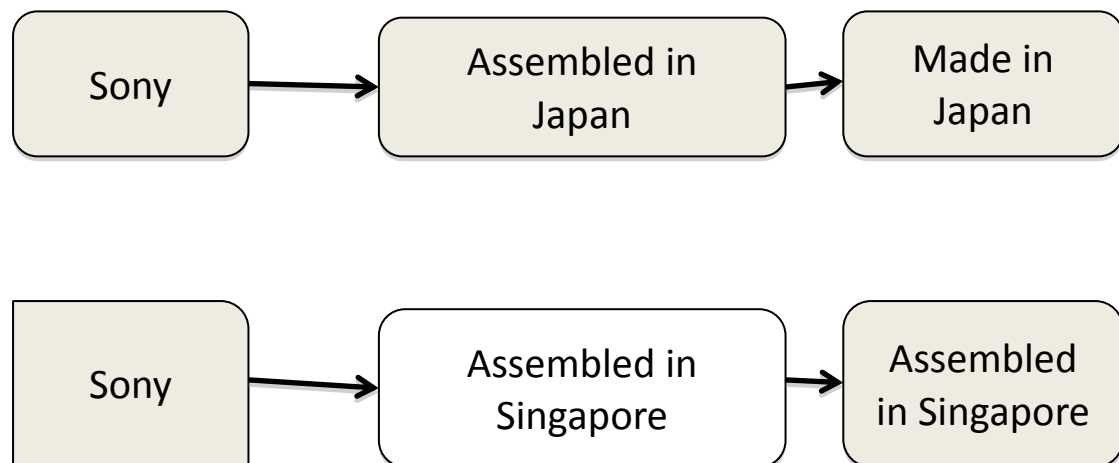 Sony
Assembled in
Japan
Made in
Japan
Sony
Assembled in
Singapore
Assembled
in Singapore